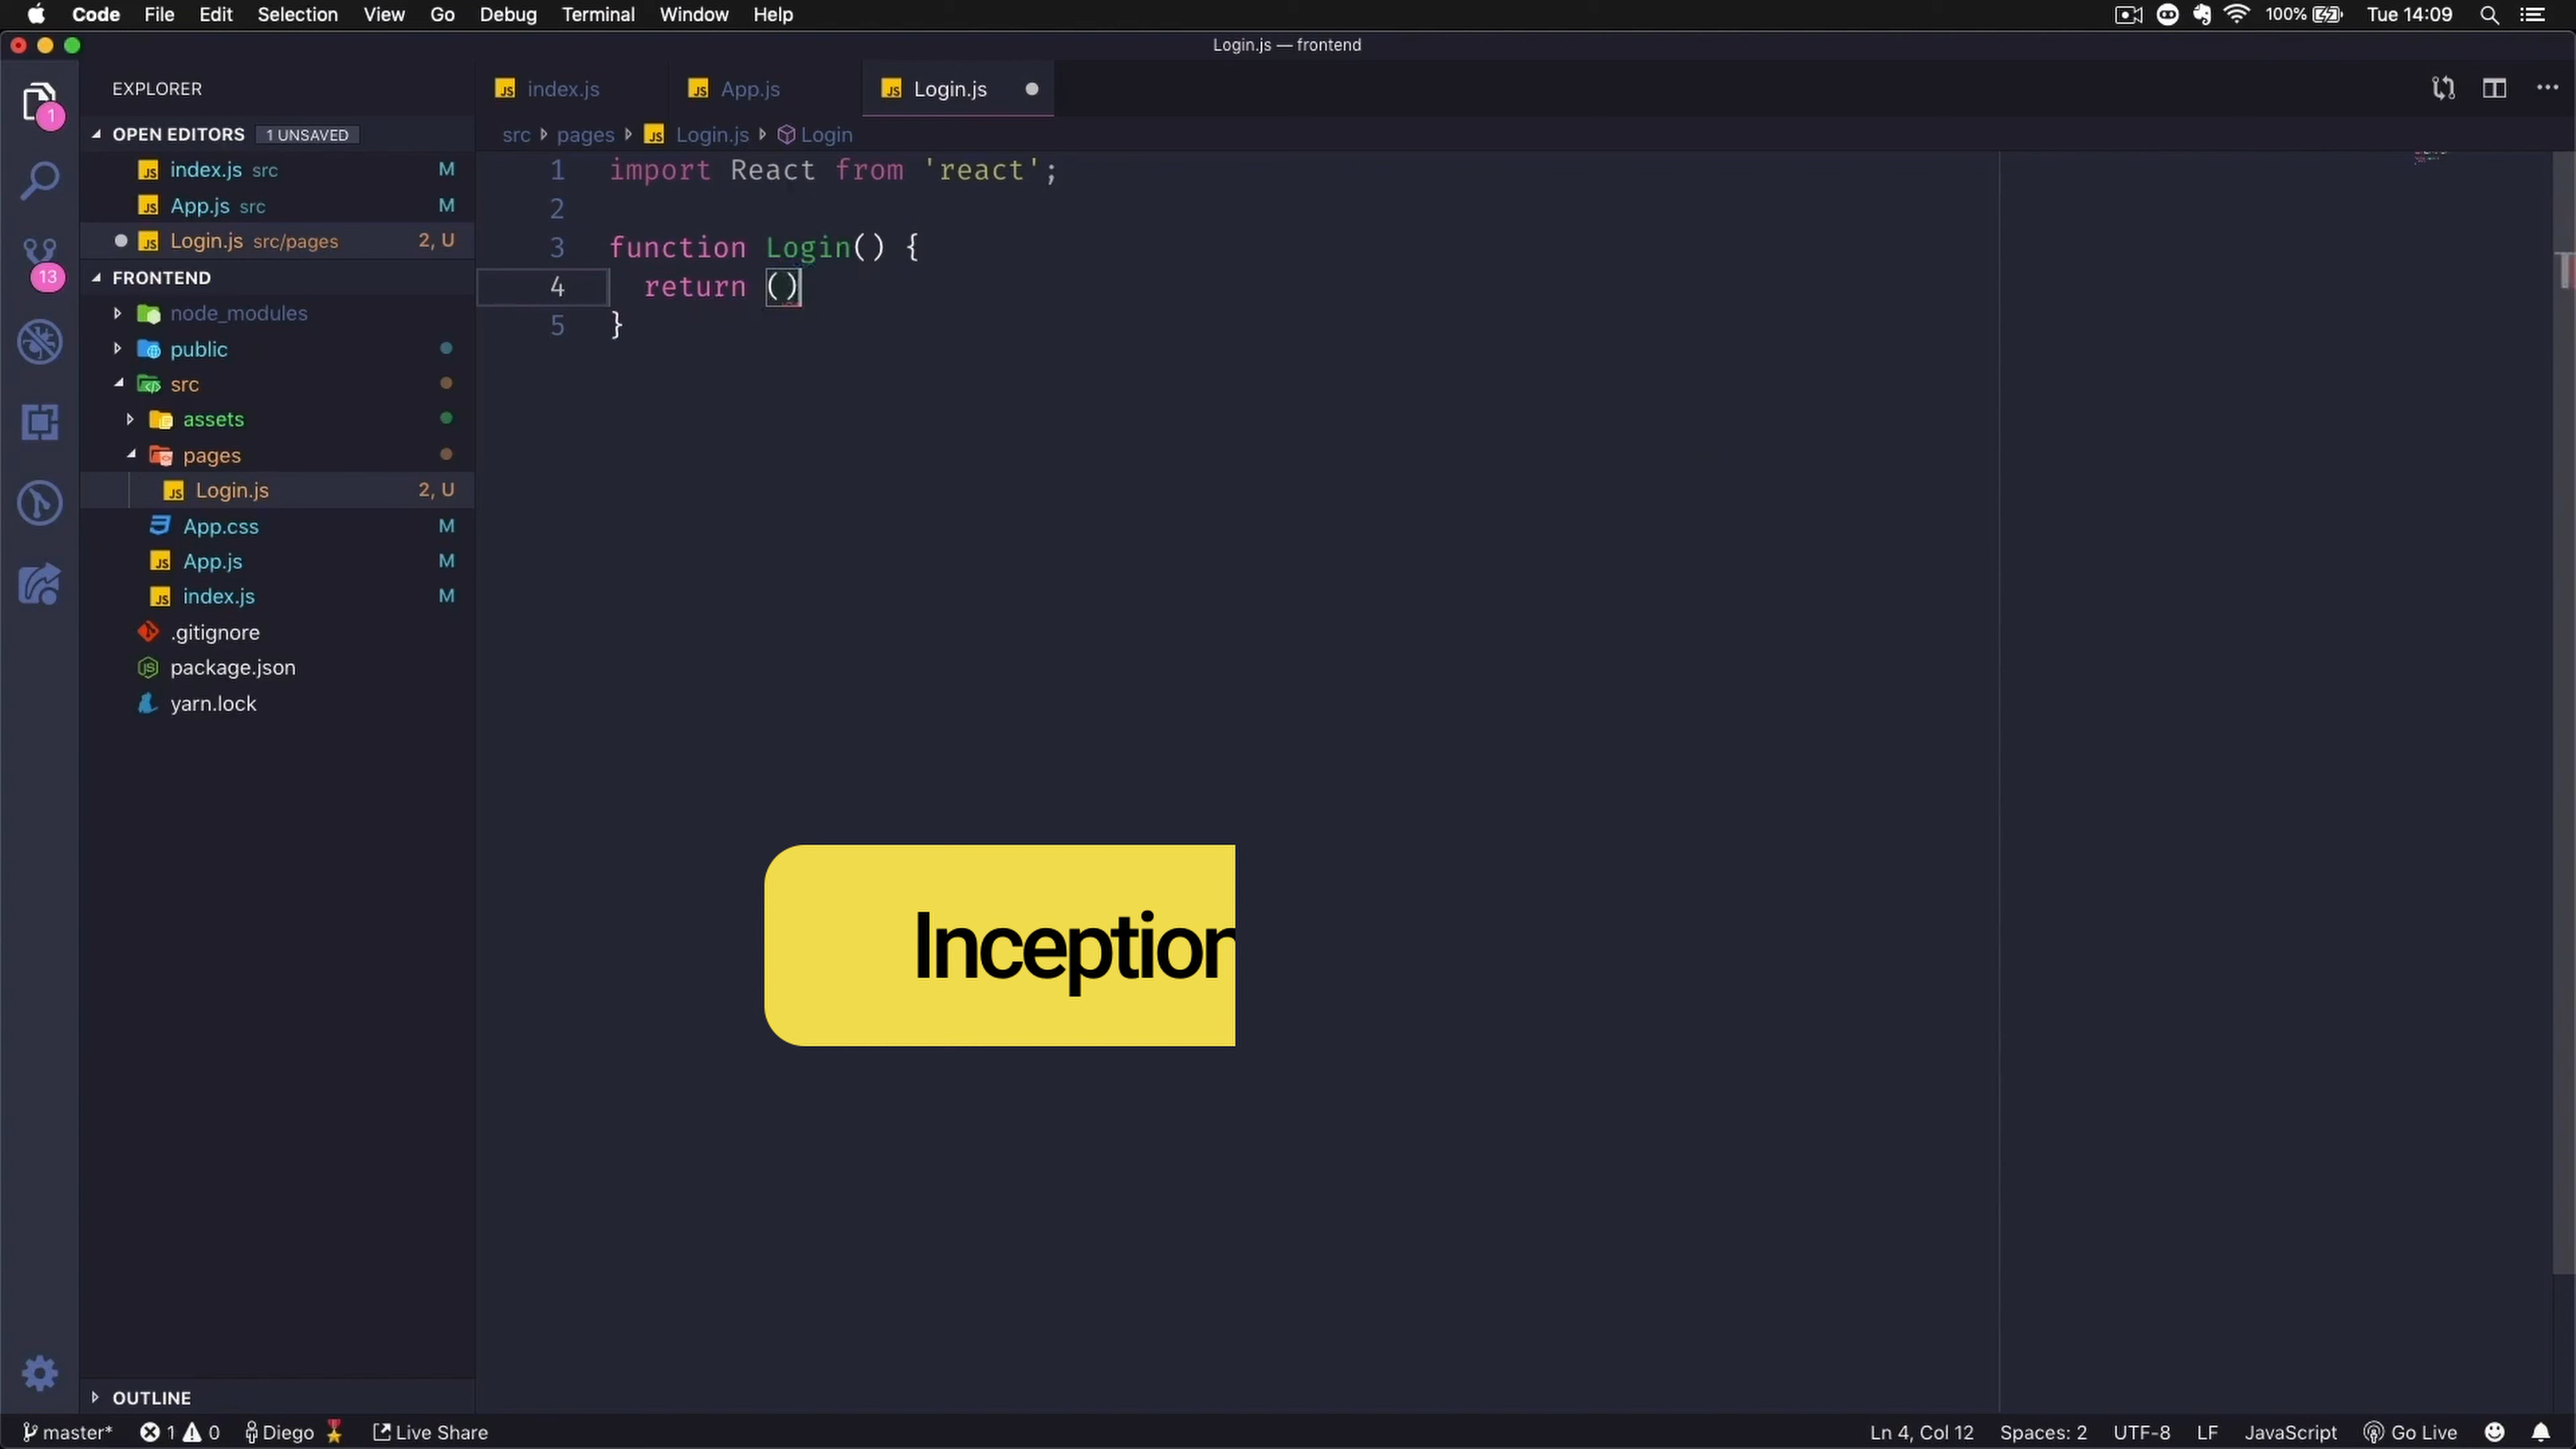 Code File Edit Selection View Go Debug Terminal Window Help 100% Tue 14:09
Login.js — frontend
EXPLORER
1
OPEN EDITORS 1 UNSAVED
index.js src M
App.js src M
Login.js src/pages 2, U
13
FRONTEND
node_modules
public
src
assets
pages
Login.js 2, U
App.css M
App.js M
index.js M
.gitignore
package.json
yarn.lock
OUTLINE
index.js App.js Login.js
src pages Login.js Login
1 import React from 'react';
2
3 function Login() {
4 return ()
5 }
Inception
master* 1 0 Diego Live Share Ln 4, Col 12 Spaces: 2 UTF-8 LF JavaScript Go Live